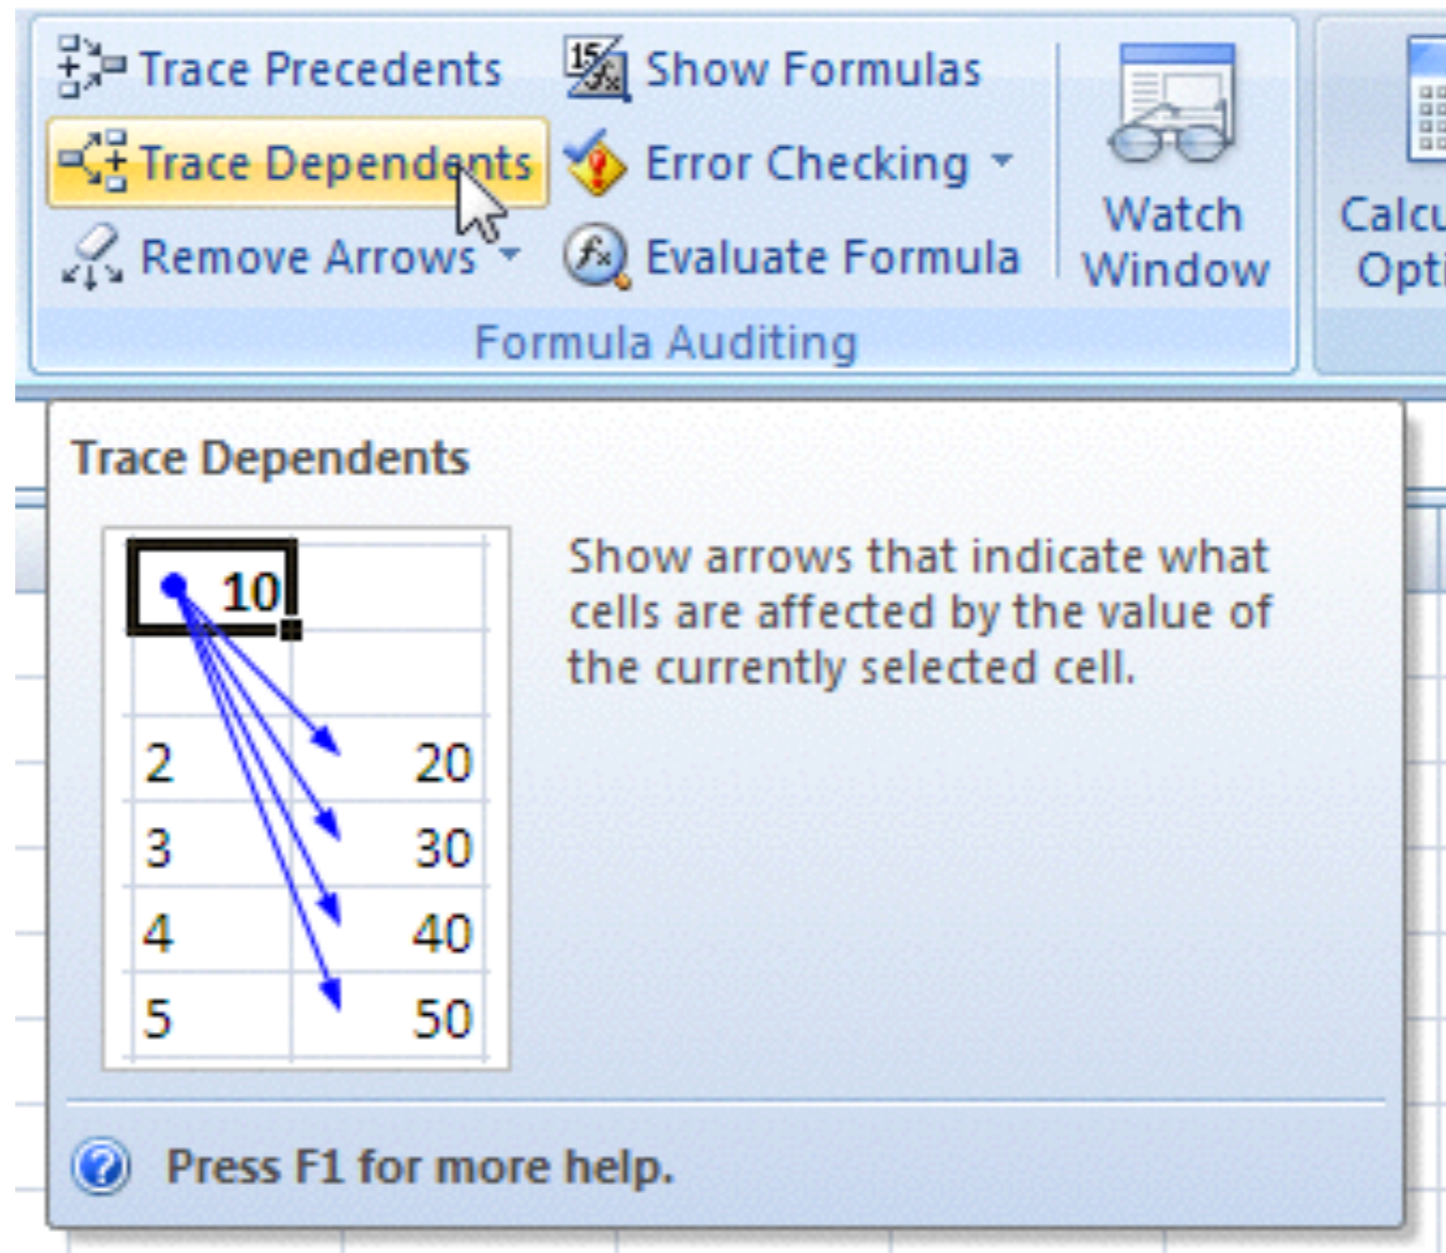 Trace Precedents
Show Formulas
Trace Dependents
Error Checking
Remove Arrows
Evaluate Formula
Watch
Window
Formula Auditing
Trace Dependents
10
2 20
3 30
4 40
5 50
Show arrows that indicate what
cells are affected by the value of
the currently selected cell.
Press F1 for more help.